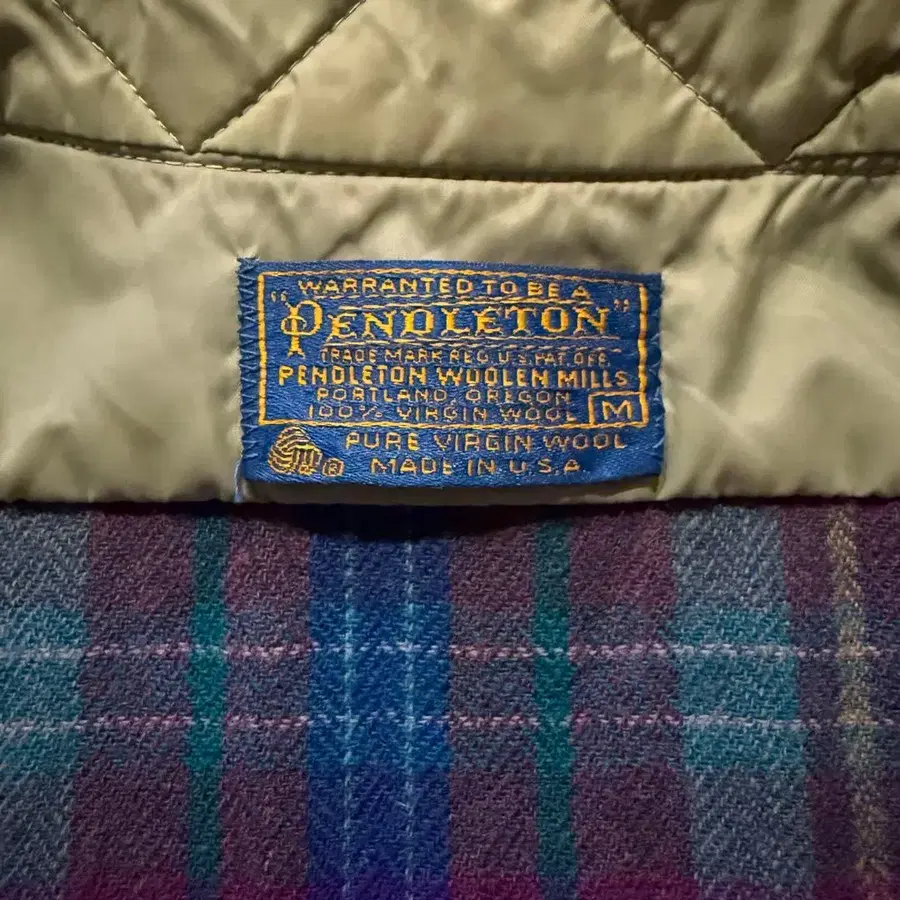 WARRANTED TO BE A
"PENDLETON"
TRADE MARK REG. U.S. PAT. OFF.
PENDLETON WOOLEN MILLS
PORTLAND, OREGON
100% VIRGIN WOOL M
PURE VIRGIN WOOL
® MADE IN U.S.A.